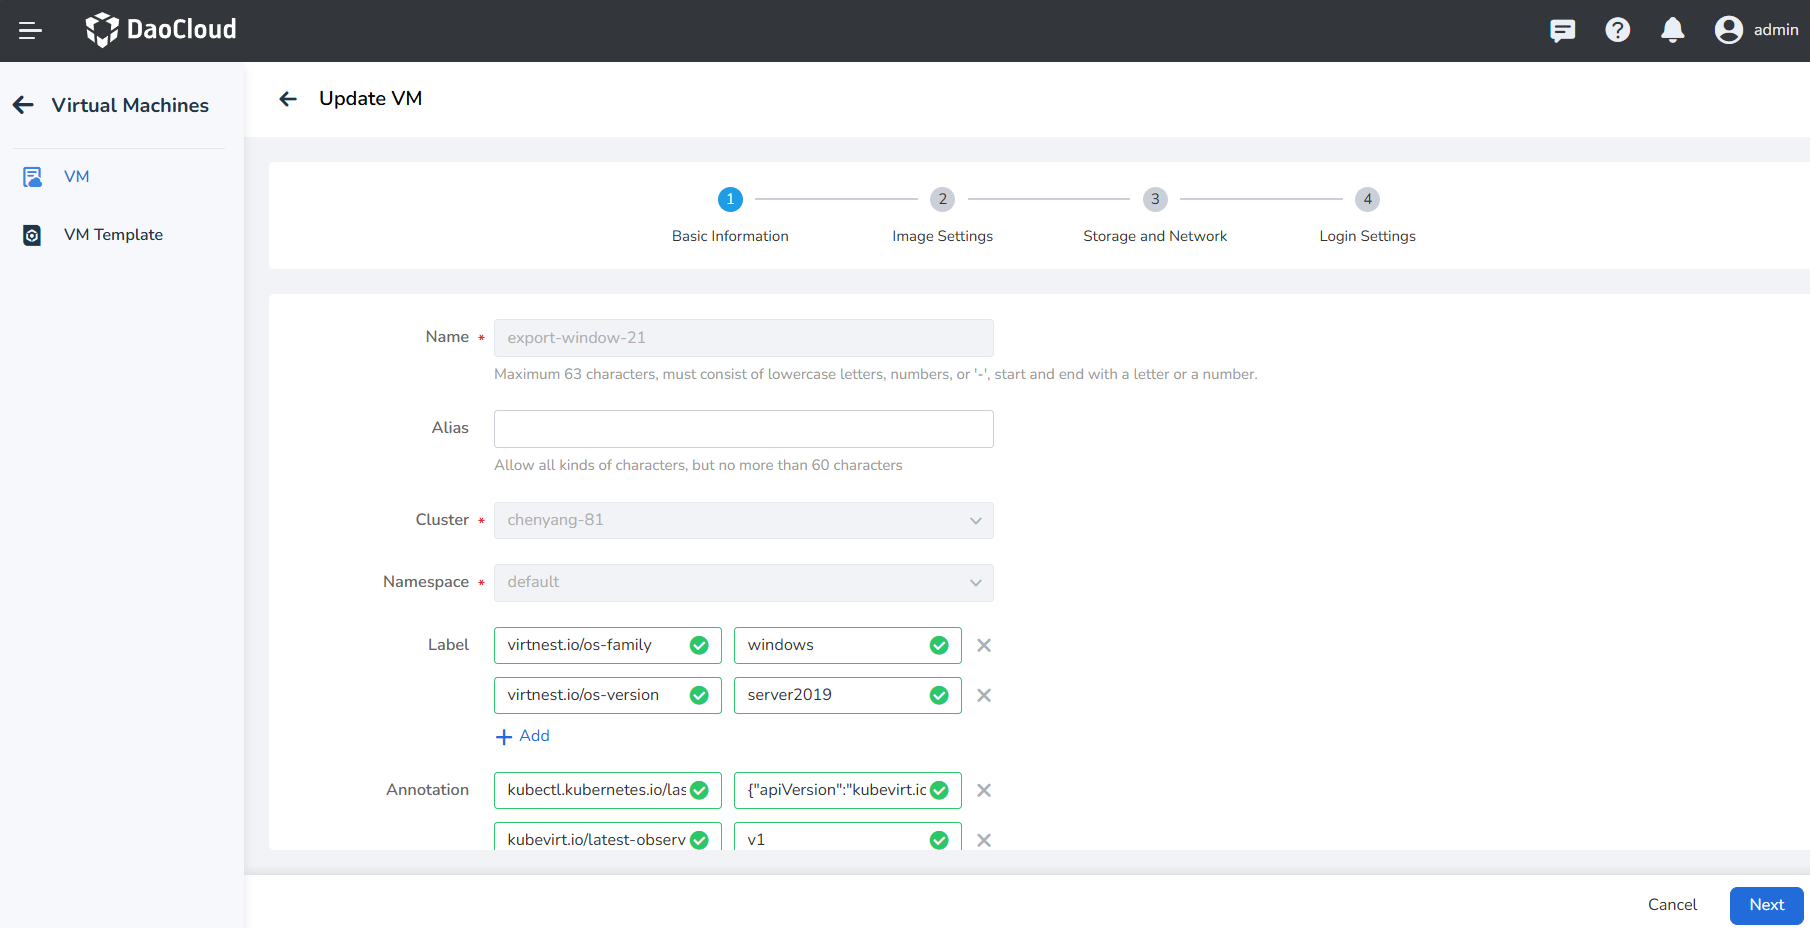 DaoCloud
admin
Virtual Machines
VM
VM Template
Update VM
1
2
3
4
Basic Information
Image Settings
Storage and Network
Login Settings
Name *
export-window-21
Maximum 63 characters, must consist of lowercase letters, numbers, or '-', start and end with a letter or a number.
Alias
Allow all kinds of characters, but no more than 60 characters
Cluster *
chenyang-81
Namespace *
default
Label
virtnest.io/os-family
windows
virtnest.io/os-version
server2019
+ Add
Annotation
kubectl.kubernetes.io/las
{"apiVersion":"kubevirt.io
kubevirt.io/latest-observ
v1
Cancel
Next